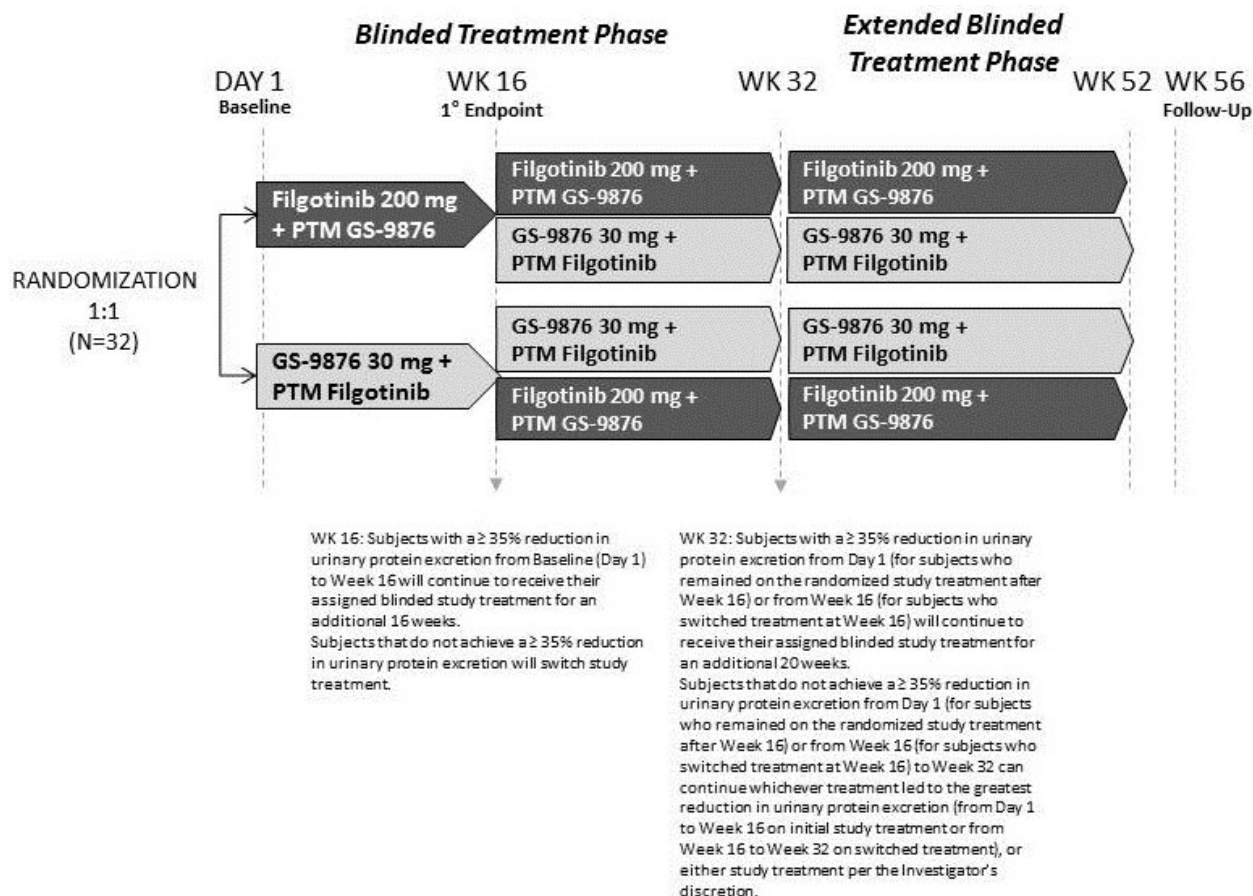 Blinded Treatment Phase
Extended Blinded
Treatment Phase
DAY 1
Baseline
WK 16
1° Endpoint
WK 32
WK 52
WK 56
Follow-Up
RANDOMIZATION
1:1
(N=32)
Filgotinib 200 mg
+ PTM GS-9876
Filgotinib 200 mg +
PTM GS-9876
Filgotinib 200 mg +
PTM GS-9876
GS-9876 30 mg +
PTM Filgotinib
GS-9876 30 mg +
PTM Filgotinib
GS-9876 30 mg +
PTM Filgotinib
GS-9876 30 mg +
PTM Filgotinib
GS-9876 30 mg +
PTM Filgotinib
Filgotinib 200 mg +
PTM GS-9876
Filgotinib 200 mg +
PTM GS-9876
WK 16: Subjects with a ≥ 35% reduction in
urinary protein excretion from Baseline (Day 1)
to Week 16 will continue to receive their
assigned blinded study treatment for an
additional 16 weeks.
Subjects that do not achieve a ≥ 35% reduction
in urinary protein excretion will switch study
treatment.
WK 32: Subjects with a ≥ 35% reduction in urinary
protein excretion from Day 1 (for subjects who
remained on the randomized study treatment after
Week 16) or from Week 16 (for subjects who
switched treatment at Week 16) will continue to
receive their assigned blinded study treatment for
an additional 20 weeks.
Subjects that do not achieve a ≥ 35% reduction in
urinary protein excretion from Day 1 (for subjects
who remained on the randomized study treatment
after Week 16) or from Week 16 (for subjects who
switched treatment at Week 16) to Week 32 can
continue whichever treatment led to the greatest
reduction in urinary protein excretion (from Day 1
to Week 16 on initial study treatment or from
Week 16 to Week 32 on switched treatment), or
either study treatment per the Investigator's
discretion.